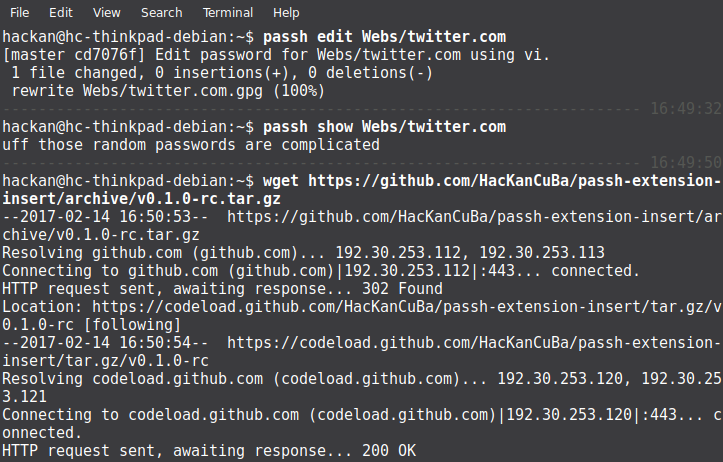 File Edit View Search Terminal Help
hackan@hc-thinkpad-debian:~$ passh edit Webs/twitter.com
[master cd7076f] Edit password for Webs/twitter.com using vi.
1 file changed, 0 insertions(+), 0 deletions(-)
rewrite Webs/twitter.com.gpg (100%)
----------------------------------------------------------------------- 16:49:32
hackan@hc-thinkpad-debian:~$ passh show Webs/twitter.com
uff those random passwords are complicated
----------------------------------------------------------------------- 16:49:50
hackan@hc-thinkpad-debian:~$ wget https://github.com/HacKanCuBa/passh-extension-
insert/archive/v0.1.0-rc.tar.gz
--2017-02-14 16:50:53--  https://github.com/HacKanCuBa/passh-extension-insert/ar
chive/v0.1.0-rc.tar.gz
Resolving github.com (github.com)... 192.30.253.112, 192.30.253.113
Connecting to github.com (github.com)|192.30.253.112|:443... connected.
HTTP request sent, awaiting response... 302 Found
Location: https://codeload.github.com/HacKanCuBa/passh-extension-insert/tar.gz/v
0.1.0-rc [following]
--2017-02-14 16:50:54--  https://codeload.github.com/HacKanCuBa/passh-extension-
insert/tar.gz/v0.1.0-rc
Resolving codeload.github.com (codeload.github.com)... 192.30.253.120, 192.30.25
3.121
Connecting to codeload.github.com (codeload.github.com)|192.30.253.120|:443... c
onnected.
HTTP request sent, awaiting response... 200 OK